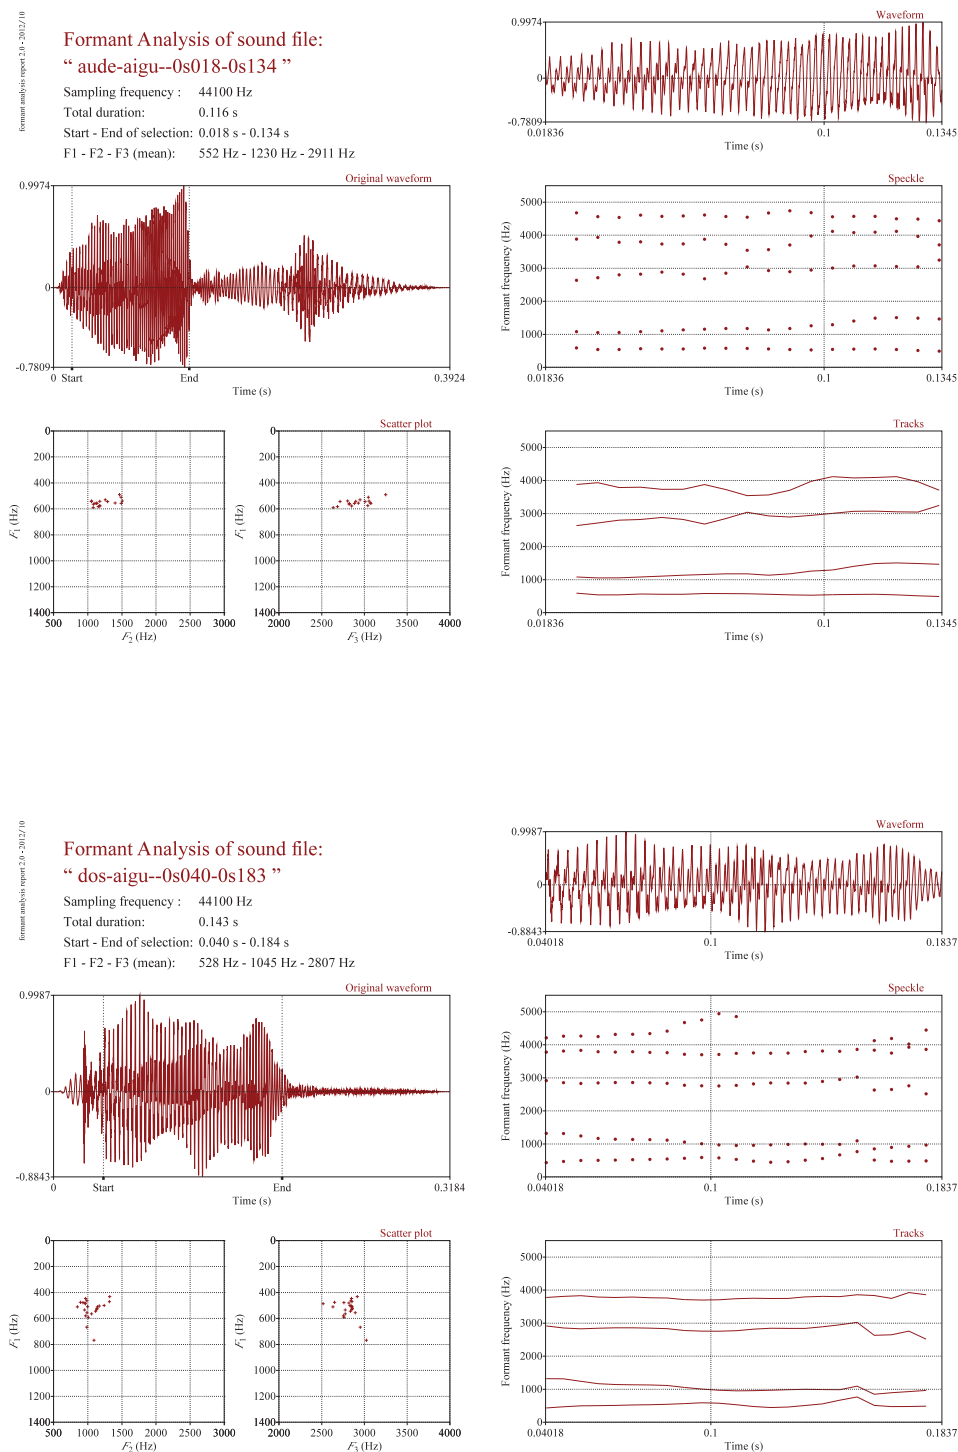 formant analysis report 2.0 - 2012/10
Formant Analysis of sound file:
“ aude-aigu--0s018-0s134 ”
Sampling frequency : 44100 Hz
Total duration: 0.116 s
Start - End of selection: 0.018 s - 0.134 s
F1 - F2 - F3 (mean): 552 Hz - 1230 Hz - 2911 Hz
Waveform
0.9974
0
-0.7809
0.01836 0.1 0.1345
Time (s)
Original waveform
0.9974
0
-0.7809
0 Start End 0.3924
Time (s)
Speckle
Formant frequency (Hz)
5000
4000
3000
2000
1000
0
0.01836 0.1 0.1345
Time (s)
Scatter plot
F1 (Hz)
0
200
400
600
800
1000
1200
1400
500 1000 1500 2000 2500 3000
F2 (Hz)
F1 (Hz)
0
200
400
600
800
1000
1200
1400
2000 2500 3000 3500 4000
F3 (Hz)
Tracks
Formant frequency (Hz)
5000
4000
3000
2000
1000
0
0.01836 0.1 0.1345
Time (s)
formant analysis report 2.0 - 2012/10
Formant Analysis of sound file:
“ dos-aigu--0s040-0s183 ”
Sampling frequency : 44100 Hz
Total duration: 0.143 s
Start - End of selection: 0.040 s - 0.184 s
F1 - F2 - F3 (mean): 528 Hz - 1045 Hz - 2807 Hz
Waveform
0.9987
0
-0.8843
0.04018 0.1 0.1837
Time (s)
Original waveform
0.9987
0
-0.8843
0 Start End 0.3184
Time (s)
Speckle
Formant frequency (Hz)
5000
4000
3000
2000
1000
0
0.04018 0.1 0.1837
Time (s)
Scatter plot
F1 (Hz)
0
200
400
600
800
1000
1200
1400
500 1000 1500 2000 2500 3000
F2 (Hz)
F1 (Hz)
0
200
400
600
800
1000
1200
1400
2000 2500 3000 3500 4000
F3 (Hz)
Tracks
Formant frequency (Hz)
5000
4000
3000
2000
1000
0
0.04018 0.1 0.1837
Time (s)